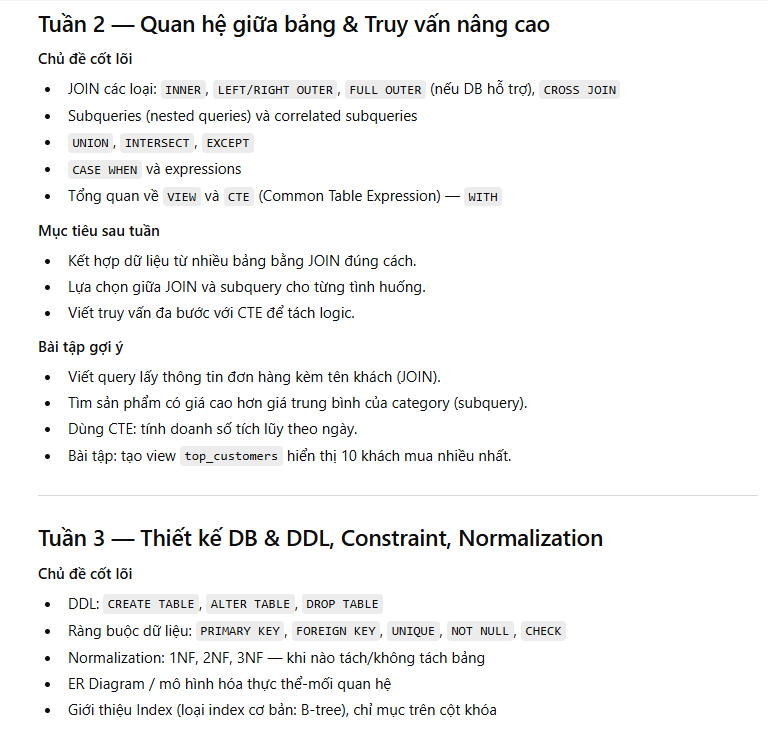 Tuần 2 — Quan hệ giữa bảng & Truy vấn nâng cao
Chủ đề cốt lõi
• JOIN các loại: INNER, LEFT/RIGHT OUTER, FULL OUTER (nếu DB hỗ trợ), CROSS JOIN
• Subqueries (nested queries) và correlated subqueries
• UNION, INTERSECT, EXCEPT
• CASE WHEN và expressions
• Tổng quan về VIEW và CTE (Common Table Expression) — WITH
Mục tiêu sau tuần
• Kết hợp dữ liệu từ nhiều bảng bằng JOIN đúng cách.
• Lựa chọn giữa JOIN và subquery cho từng tình huống.
• Viết truy vấn đa bước với CTE để tách logic.
Bài tập gợi ý
• Viết query lấy thông tin đơn hàng kèm tên khách (JOIN).
• Tìm sản phẩm có giá cao hơn giá trung bình của category (subquery).
• Dùng CTE: tính doanh số tích lũy theo ngày.
• Bài tập: tạo view top_customers hiển thị 10 khách mua nhiều nhất.
Tuần 3 — Thiết kế DB & DDL, Constraint, Normalization
Chủ đề cốt lõi
• DDL: CREATE TABLE, ALTER TABLE, DROP TABLE
• Ràng buộc dữ liệu: PRIMARY KEY, FOREIGN KEY, UNIQUE, NOT NULL, CHECK
• Normalization: 1NF, 2NF, 3NF — khi nào tách/không tách bảng
• ER Diagram / mô hình hóa thực thể-mối quan hệ
• Giới thiệu Index (loại index cơ bản: B-tree), chỉ mục trên cột khóa